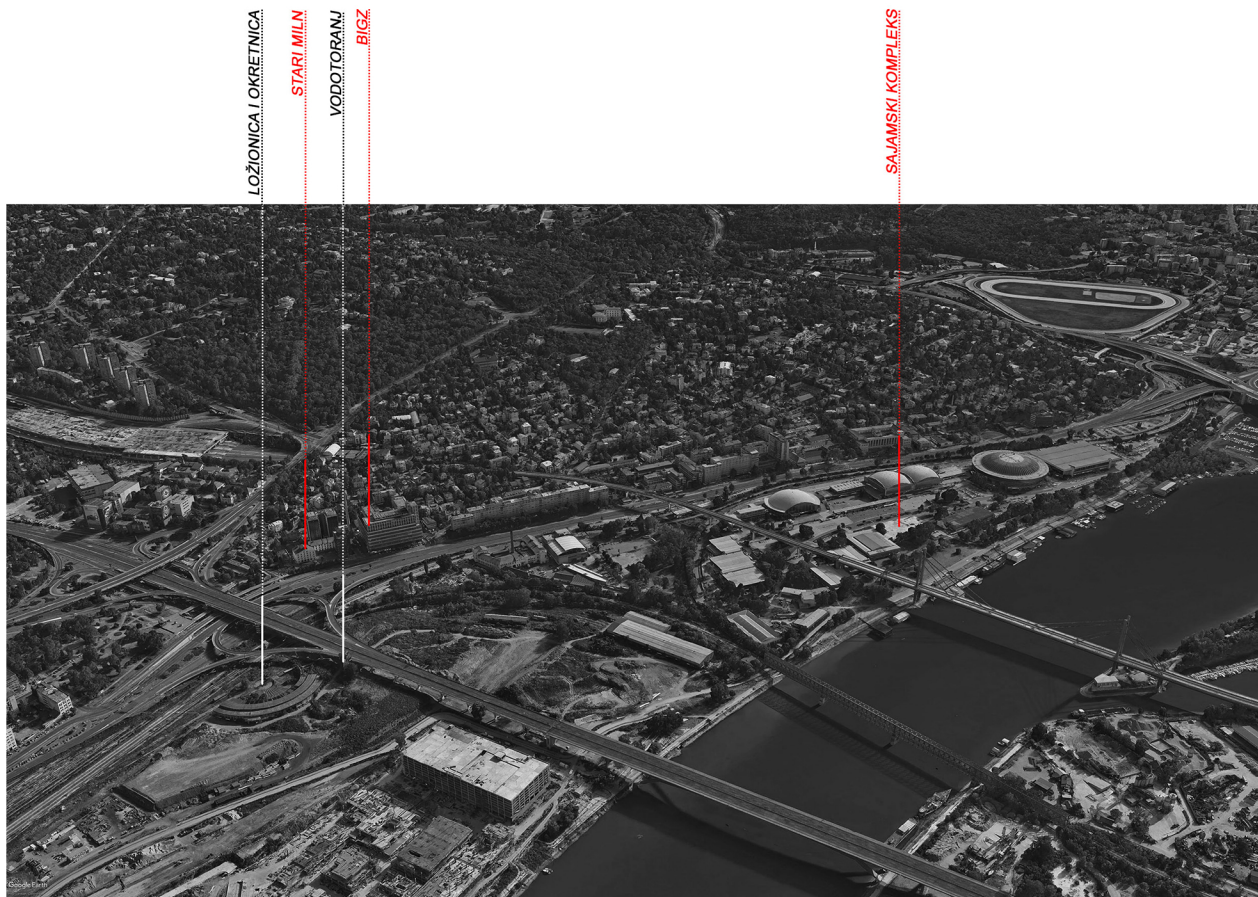 LOŽIONICA I OKRETNICA
STARI MILN
VODOTORANJ
BIGZ
SAJAMSKI KOMPLEKS
Google Earth